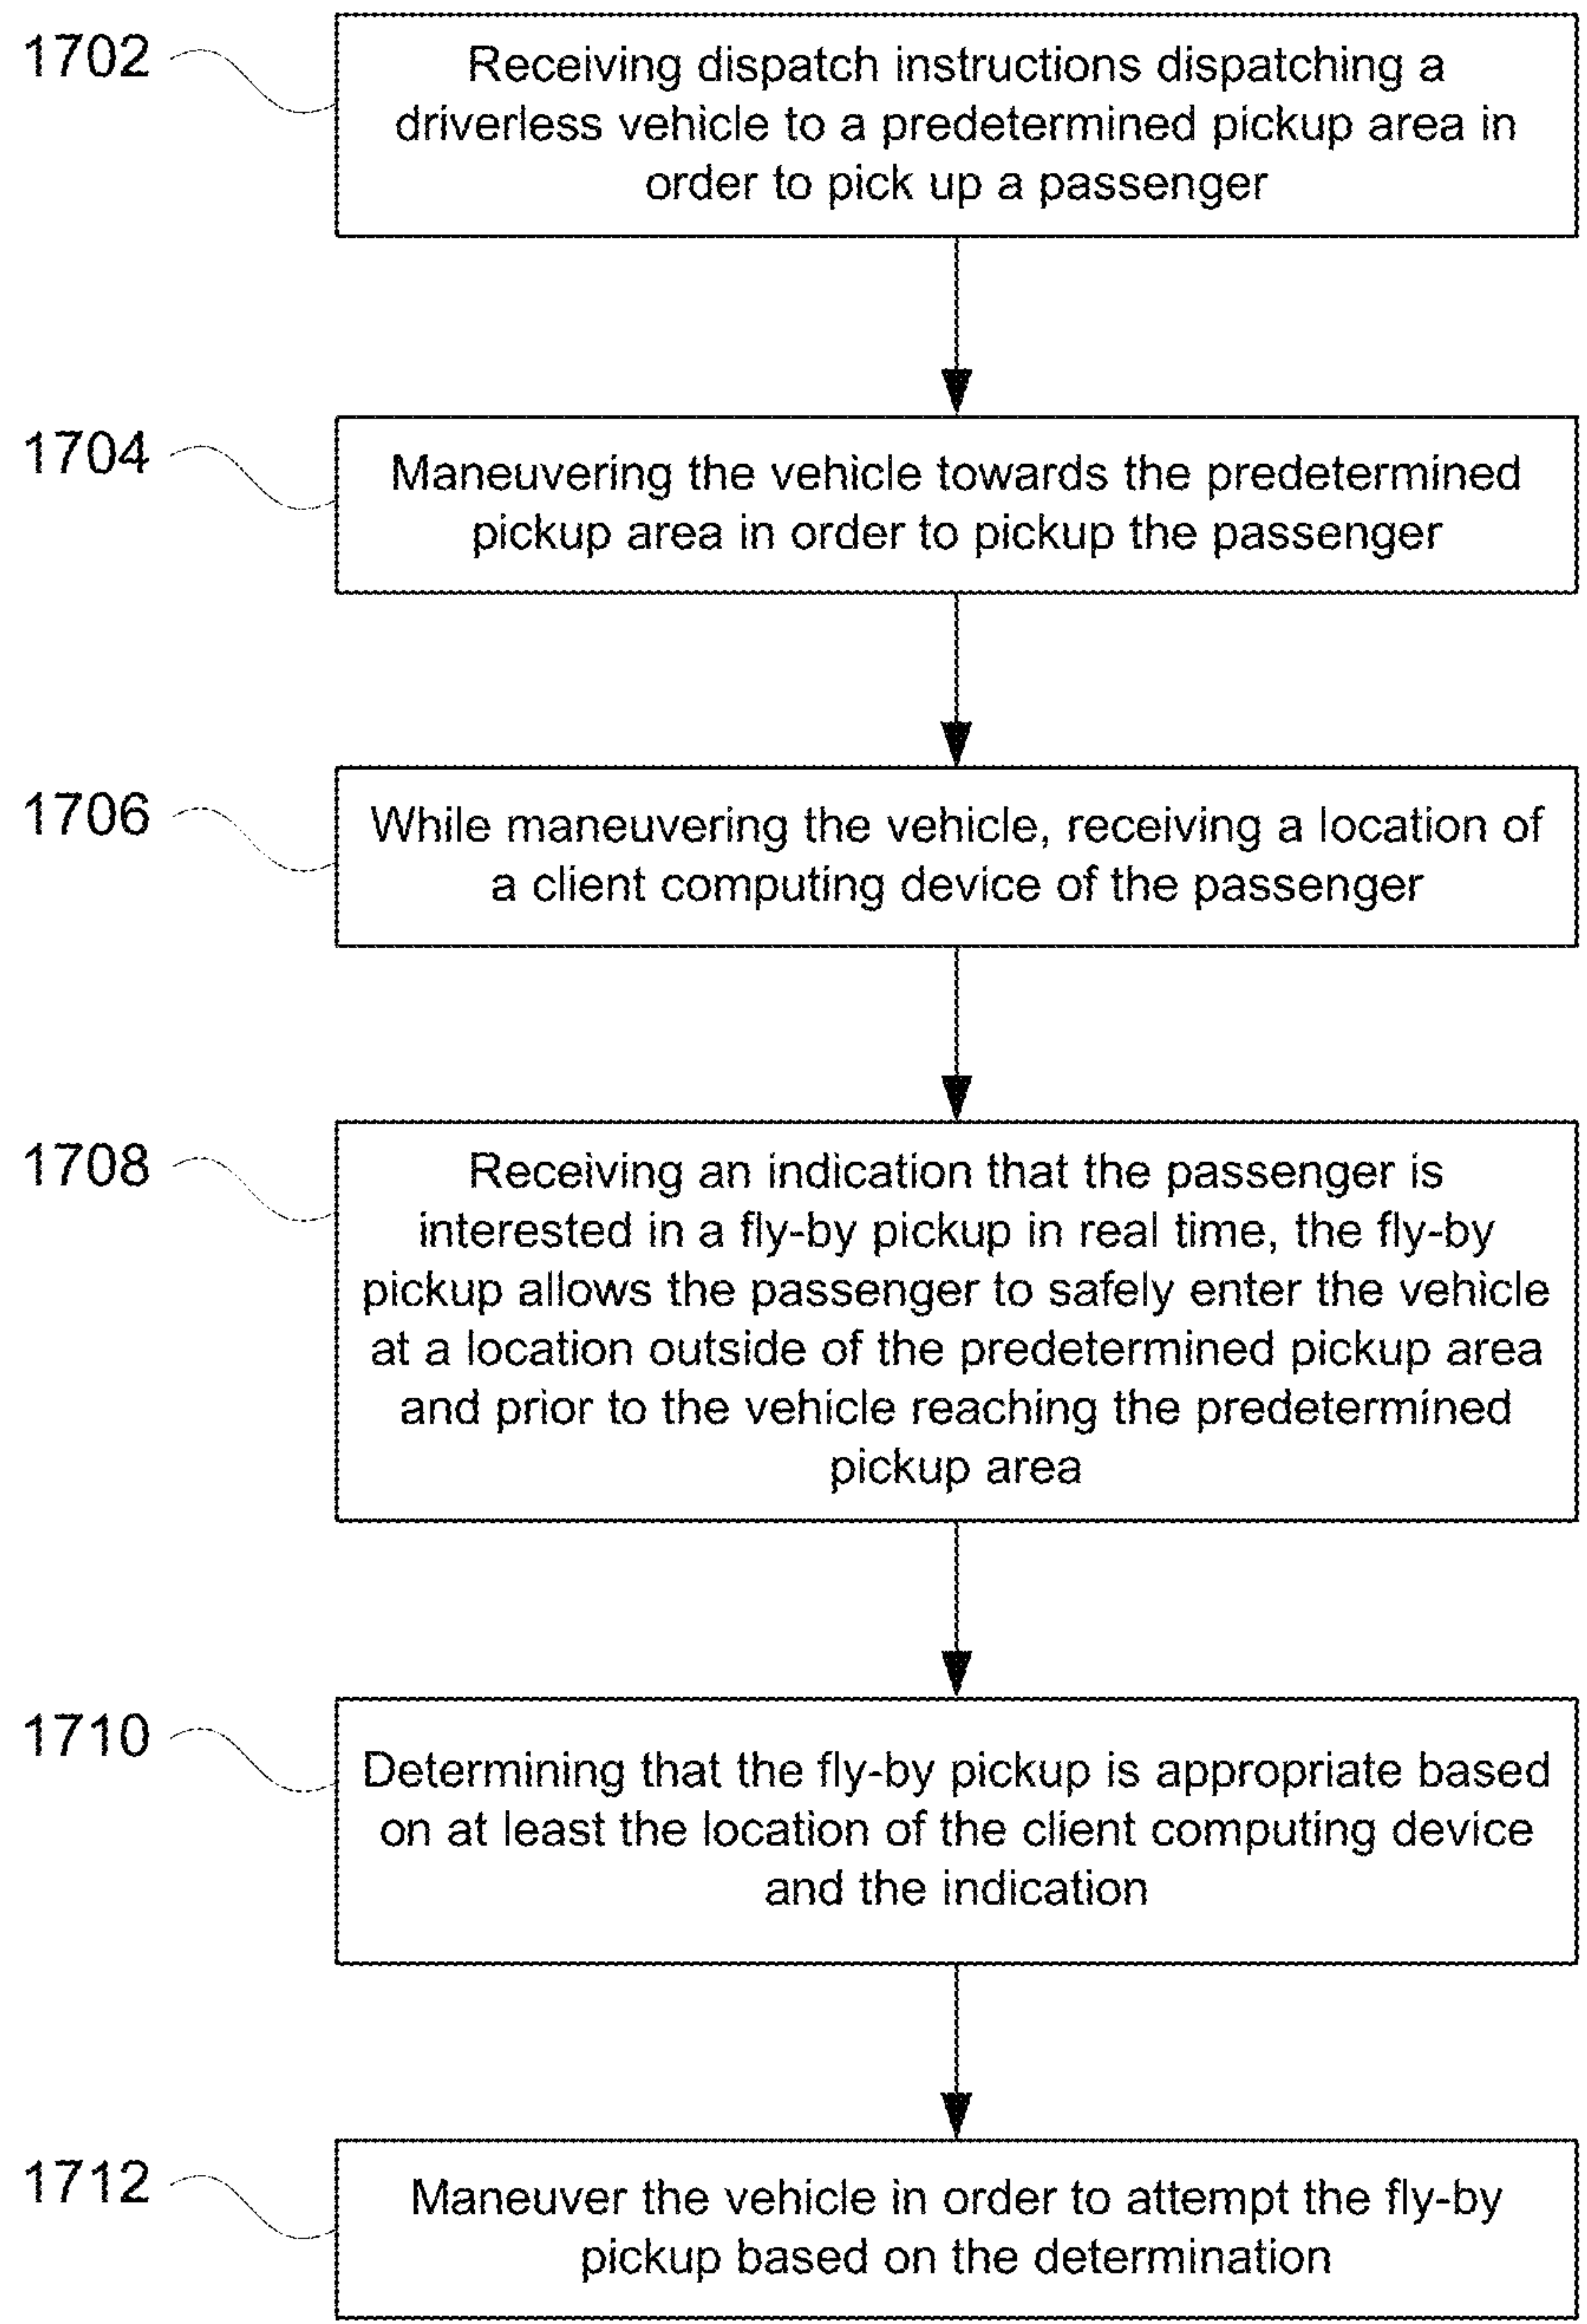 1702
Receiving dispatch instructions dispatching a
driverless vehicle to a predetermined pickup area in
order to pick up a passenger
1704
Maneuvering the vehicle towards the predetermined
pickup area in order to pickup the passenger
1706
While maneuvering the vehicle, receiving a location of
a client computing device of the passenger
1708
Receiving an indication that the passenger is
interested in a fly-by pickup in real time, the fly-by
pickup allows the passenger to safely enter the vehicle
at a location outside of the predetermined pickup area
and prior to the vehicle reaching the predetermined
pickup area
1710
Determining that the fly-by pickup is appropriate based
on at least the location of the client computing device
and the indication
1712
Maneuver the vehicle in order to attempt the fly-by
pickup based on the determination